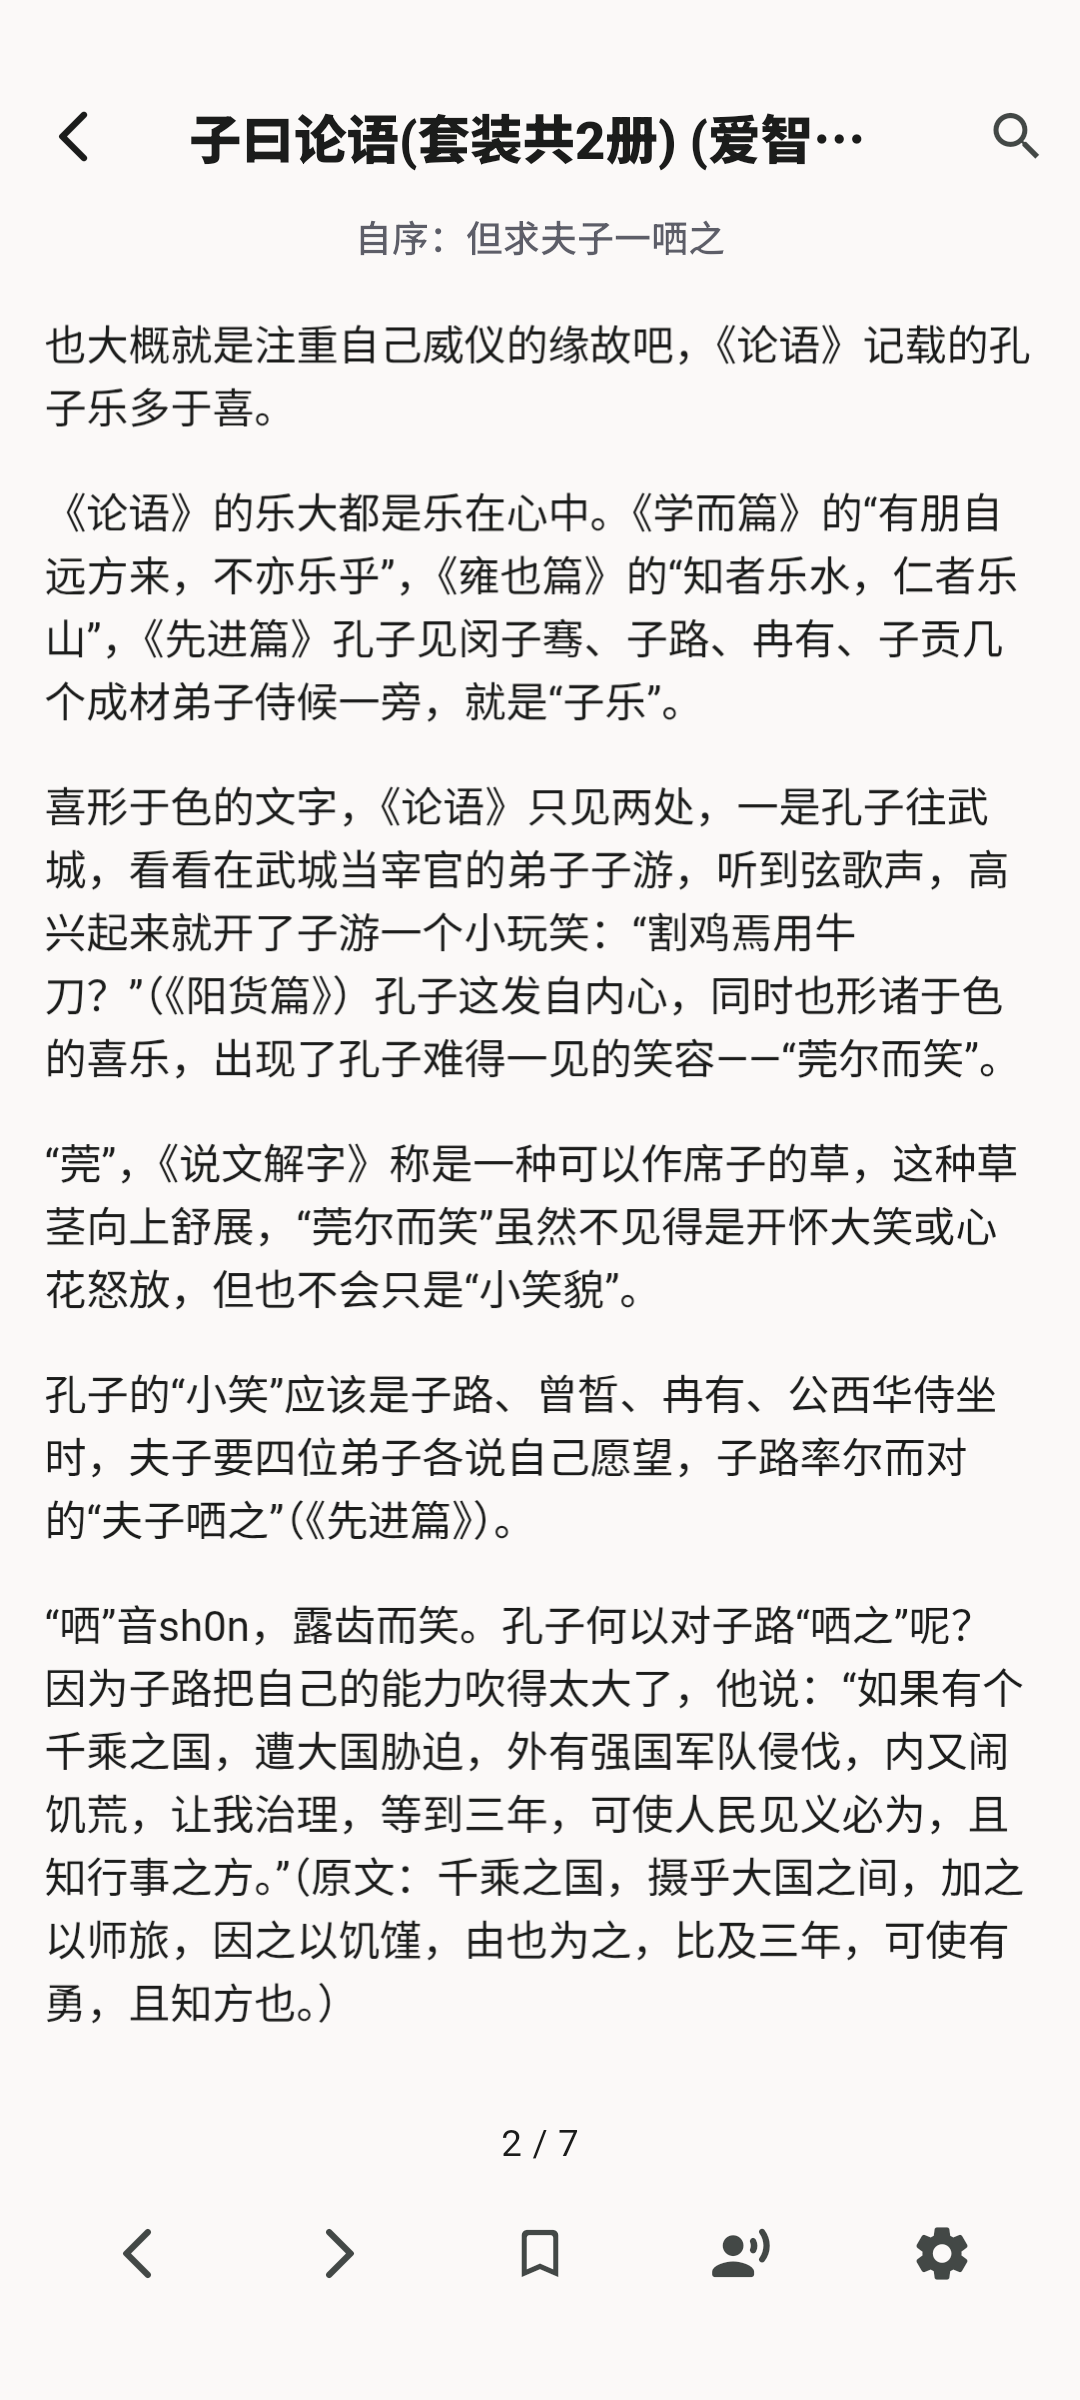 子曰论语(套装共2册) (爱智…
自序：但求夫子一哂之
也大概就是注重自己威仪的缘故吧，《论语》记载的孔
子乐多于喜。
《论语》的乐大都是乐在心中。《学而篇》的“有朋自
远方来，不亦乐乎”，《雍也篇》的“知者乐水，仁者乐
山”，《先进篇》孔子见闵子骞、子路、冉有、子贡几
个成材弟子侍候一旁，就是“子乐”。
喜形于色的文字，《论语》只见两处，一是孔子往武
城，看看在武城当宰官的弟子子游，听到弦歌声，高
兴起来就开了子游一个小玩笑：“割鸡焉用牛
刀？”（《阳货篇》）孔子这发自内心，同时也形诸于色
的喜乐，出现了孔子难得一见的笑容——“莞尔而笑”。
“莞”，《说文解字》称是一种可以作席子的草，这种草
茎向上舒展，“莞尔而笑”虽然不见得是开怀大笑或心
花怒放，但也不会只是“小笑貌”。
孔子的“小笑”应该是子路、曾皙、冉有、公西华侍坐
时，夫子要四位弟子各说自己愿望，子路率尔而对
的“夫子哂之”（《先进篇》）。
“哂”音sh0n，露齿而笑。孔子何以对子路“哂之”呢？
因为子路把自己的能力吹得太大了，他说：“如果有个
千乘之国，遭大国胁迫，外有强国军队侵伐，内又闹
饥荒，让我治理，等到三年，可使人民见义必为，且
知行事之方。”（原文：千乘之国，摄乎大国之间，加之
以师旅，因之以饥馑，由也为之，比及三年，可使有
勇，且知方也。）
2 / 7